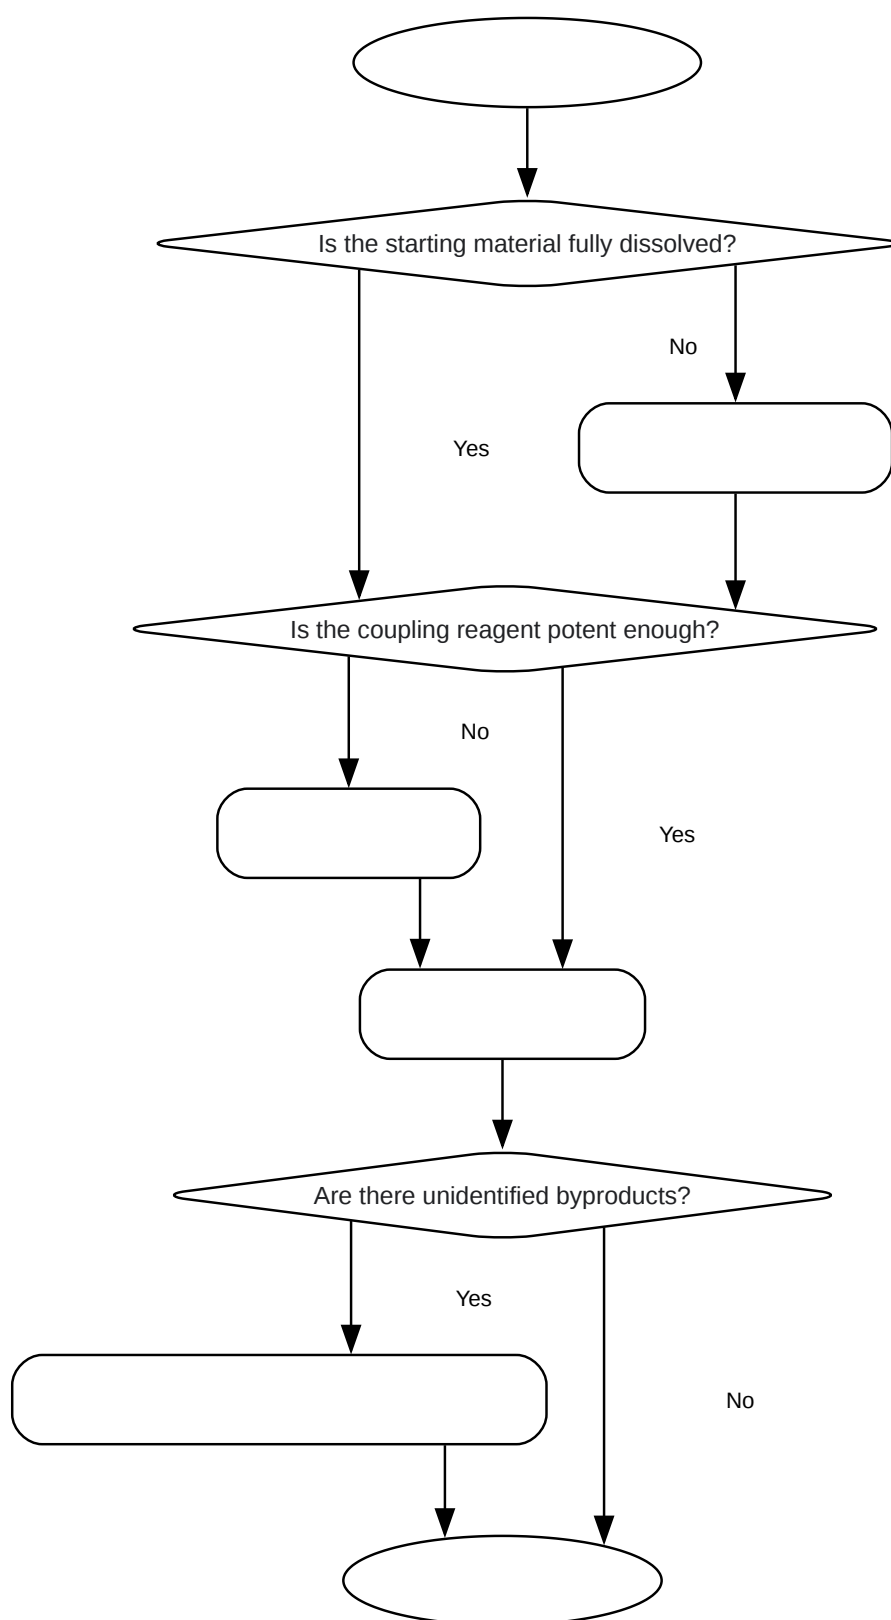 Is the starting material fully dissolved?
No
Yes
Is the coupling reagent potent enough?
No
Yes
Are there unidentified byproducts?
Yes
No